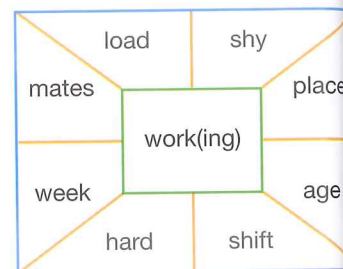 load shy
mates place
work(ing)
week age
hard shift